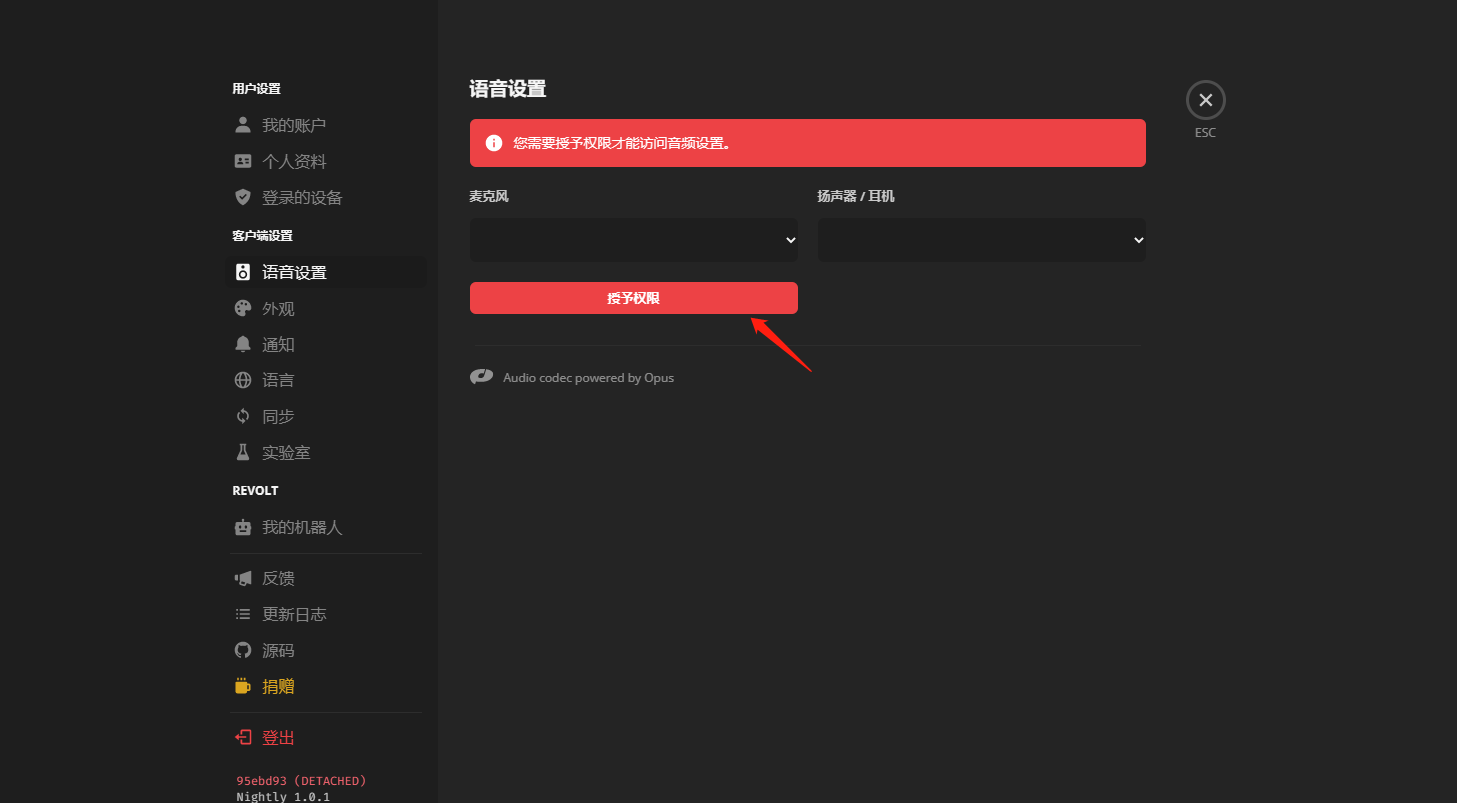 用户设置
我的账户
个人资料
登录的设备
客户端设置
语音设置
外观
通知
语言
同步
实验室
REVOLT
我的机器人
反馈
更新日志
源码
捐赠
登出
95ebd93 (DETACHED)
Nightly 1.0.1
语音设置
您需要授予权限才能访问音频设置。
麦克风
扬声器 / 耳机
授予权限
Audio codec powered by Opus
ESC